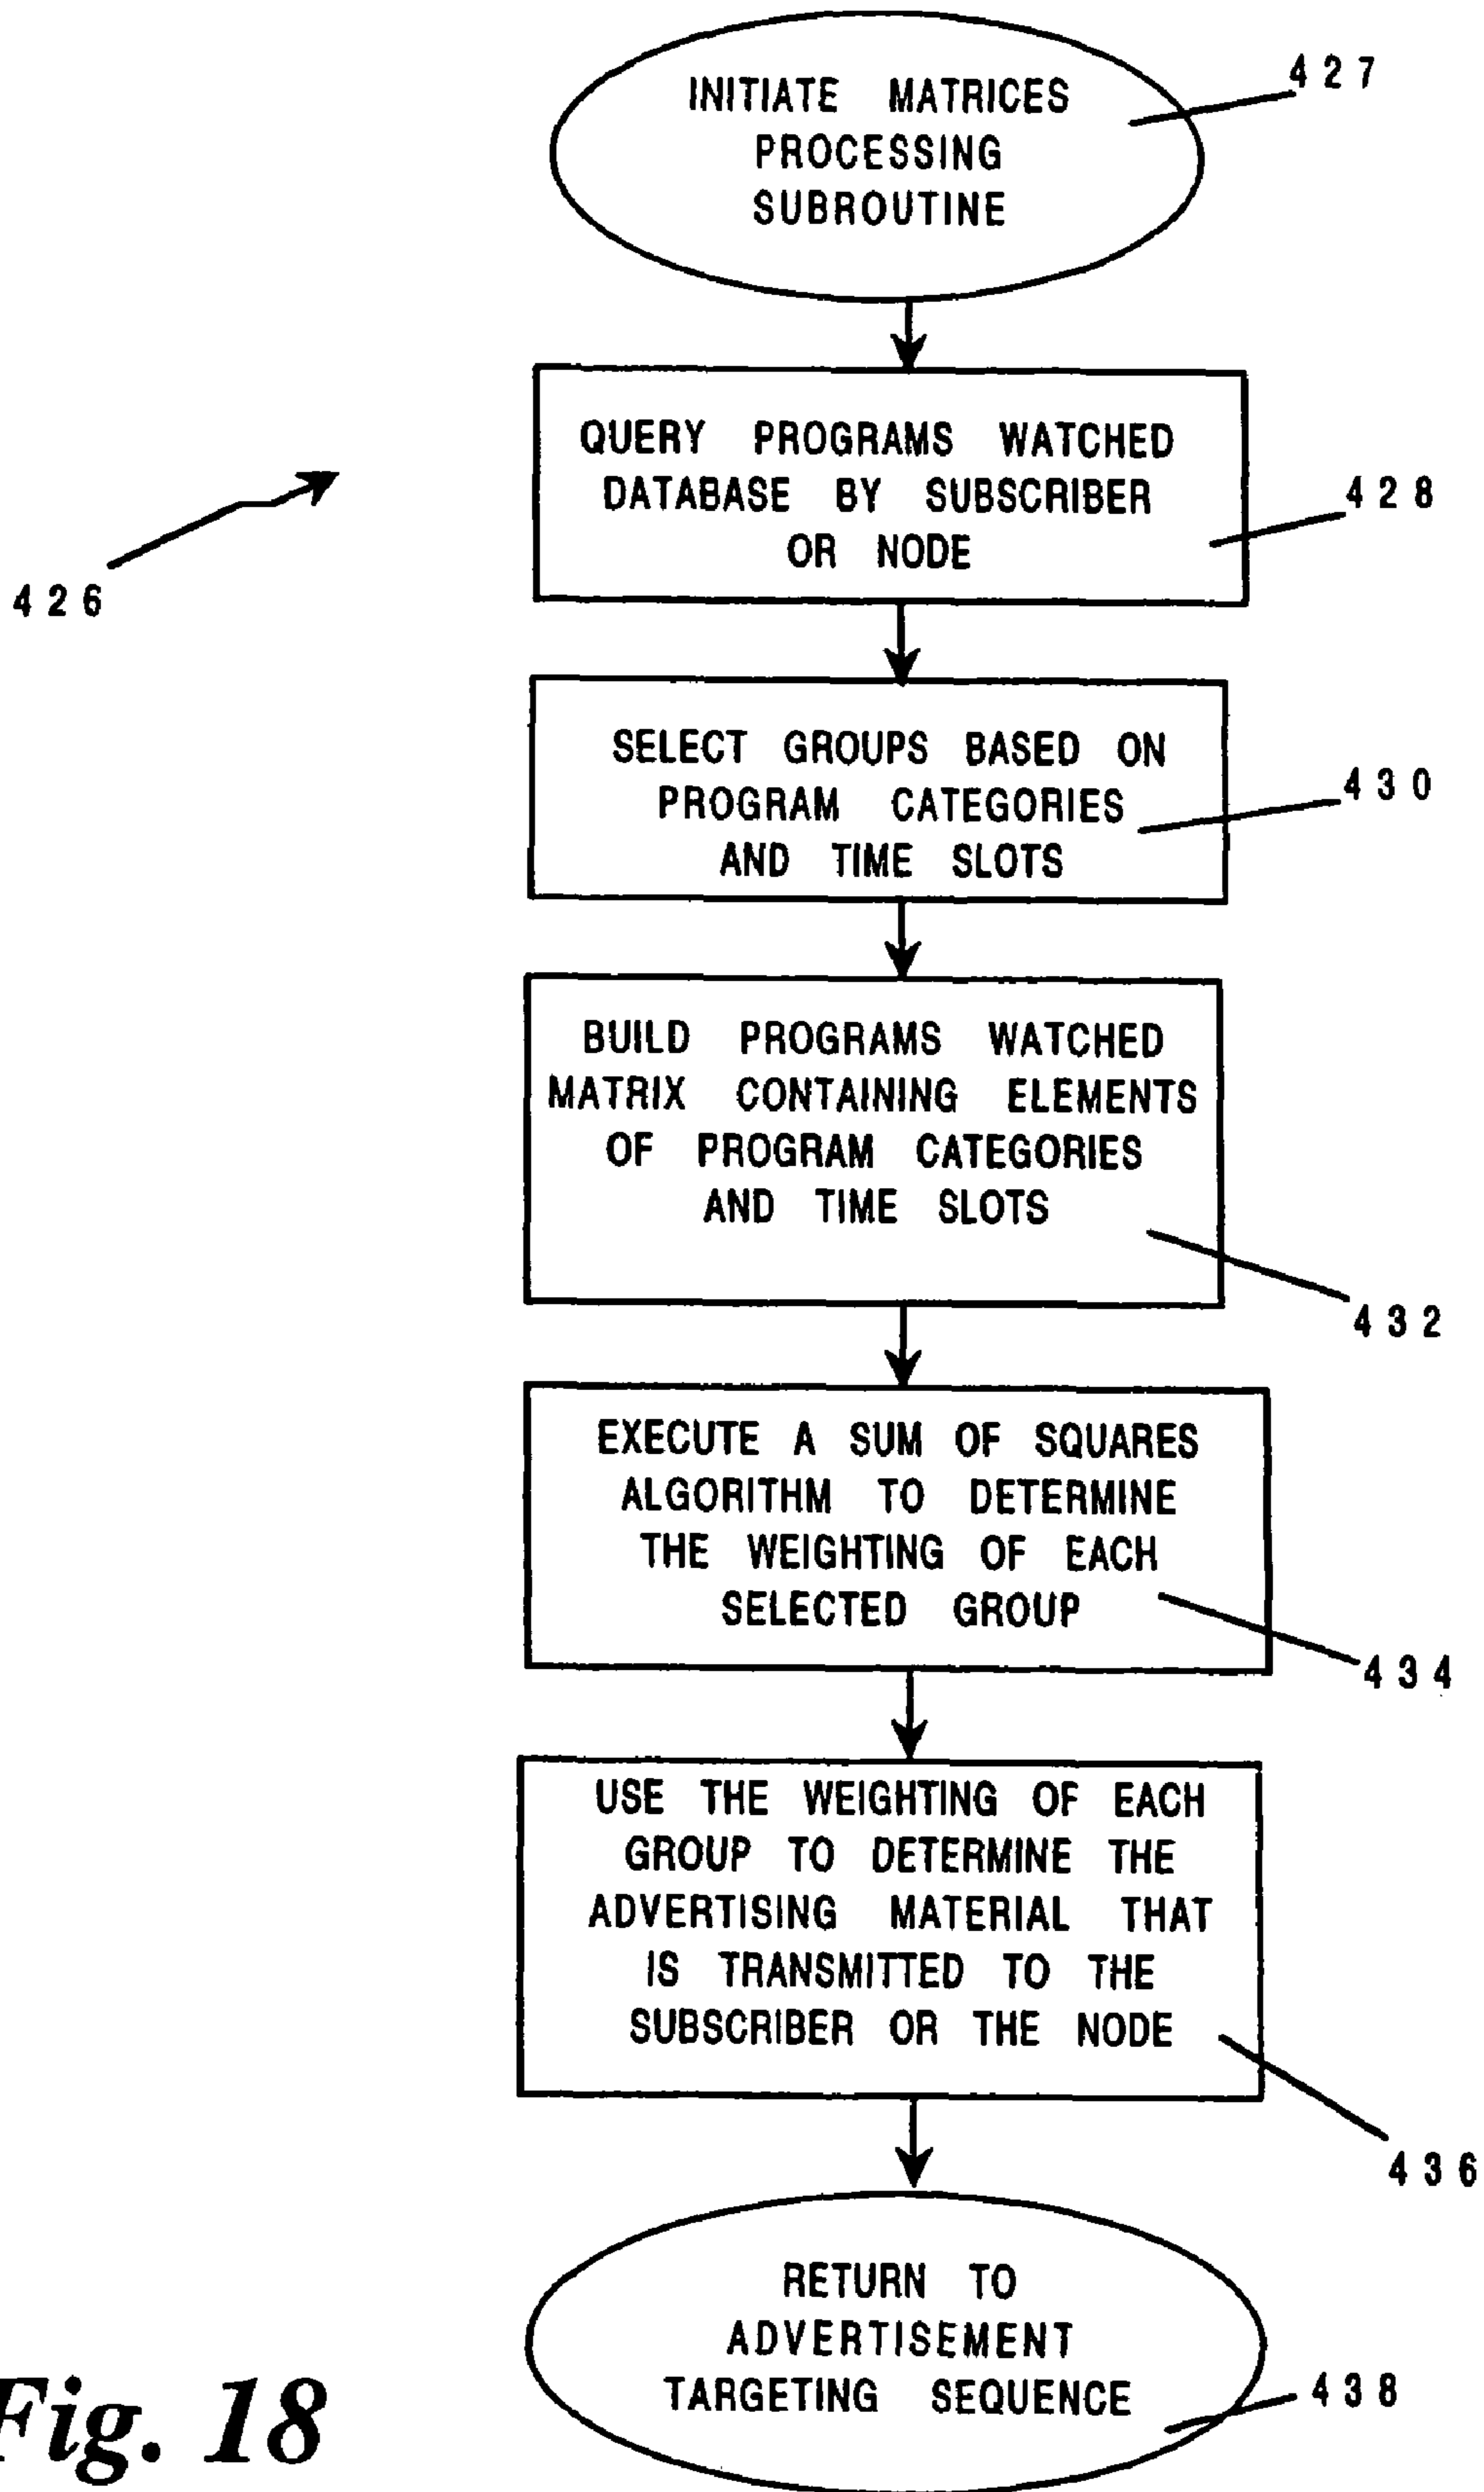 INITIATE MATRICES
PROCESSING
SUBROUTINE
427
QUERY PROGRAMS WATCHED
DATABASE BY SUBSCRIBER
OR NODE
428
426
SELECT GROUPS BASED ON
PROGRAM CATEGORIES
AND TIME SLOTS
430
BUILD PROGRAMS WATCHED
MATRIX CONTAINING ELEMENTS
OF PROGRAM CATEGORIES
AND TIME SLOTS
432
EXECUTE A SUM OF SQUARES
ALGORITHM TO DETERMINE
THE WEIGHTING OF EACH
SELECTED GROUP
434
USE THE WEIGHTING OF EACH
GROUP TO DETERMINE THE
ADVERTISING MATERIAL THAT
IS TRANSMITTED TO THE
SUBSCRIBER OR THE NODE
436
RETURN TO
ADVERTISEMENT
TARGETING SEQUENCE
438
Fig. 18